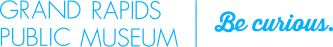 GRAND RAPIDS
PUBLIC MUSEUM
Be curious.